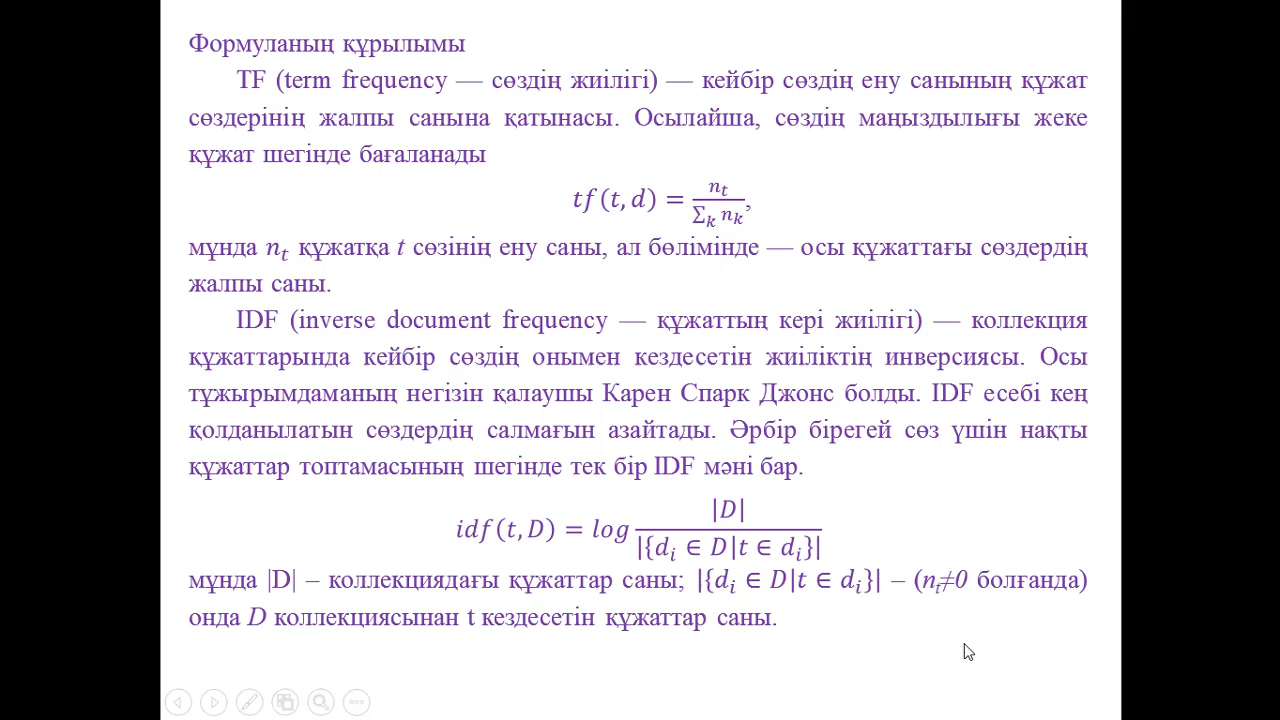 Формуланың құрылымы
TF (term frequency — сөздің жиілігі) — кейбір сөздің ену санының құжат
сөздерінің жалпы санына қатынасы. Осылайша, сөздің маңыздылығы жеке
құжат шегінде бағаланады
tf(t, d) = n_t / ∑_k n_k,
мұнда n_t құжатқа t сөзінің ену саны, ал бөлімінде — осы құжаттағы сөздердің
жалпы саны.
IDF (inverse document frequency — құжаттың кері жиілігі) — коллекция
құжаттарында кейбір сөздің онымен кездесетін жиіліктің инверсиясы. Осы
тұжырымдаманың негізін қалаушы Карен Спарк Джонс болды. IDF есебі кең
қолданылатын сөздердің салмағын азайтады. Әрбір бірегей сөз үшін нақты
құжаттар топтамасының шегінде тек бір IDF мәні бар.
idf(t, D) = log |D| / |{d_i ∈ D|t ∈ d_i}|
мұнда |D| – коллекциядағы құжаттар саны; |{d_i ∈ D|t ∈ d_i}| – (n_t≠0 болғанда)
онда D коллекциясынан t кездесетін құжаттар саны.